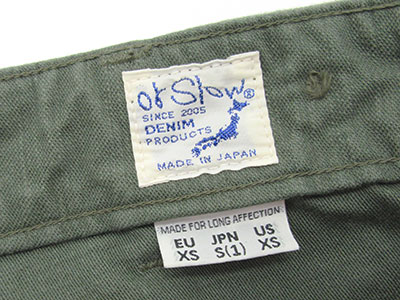 or Slow®
SINCE 2005
DENIM
PRODUCTS
MADE IN JAPAN
MADE FOR LONG AFFECTION
EU JPN US
XS S(1) XS